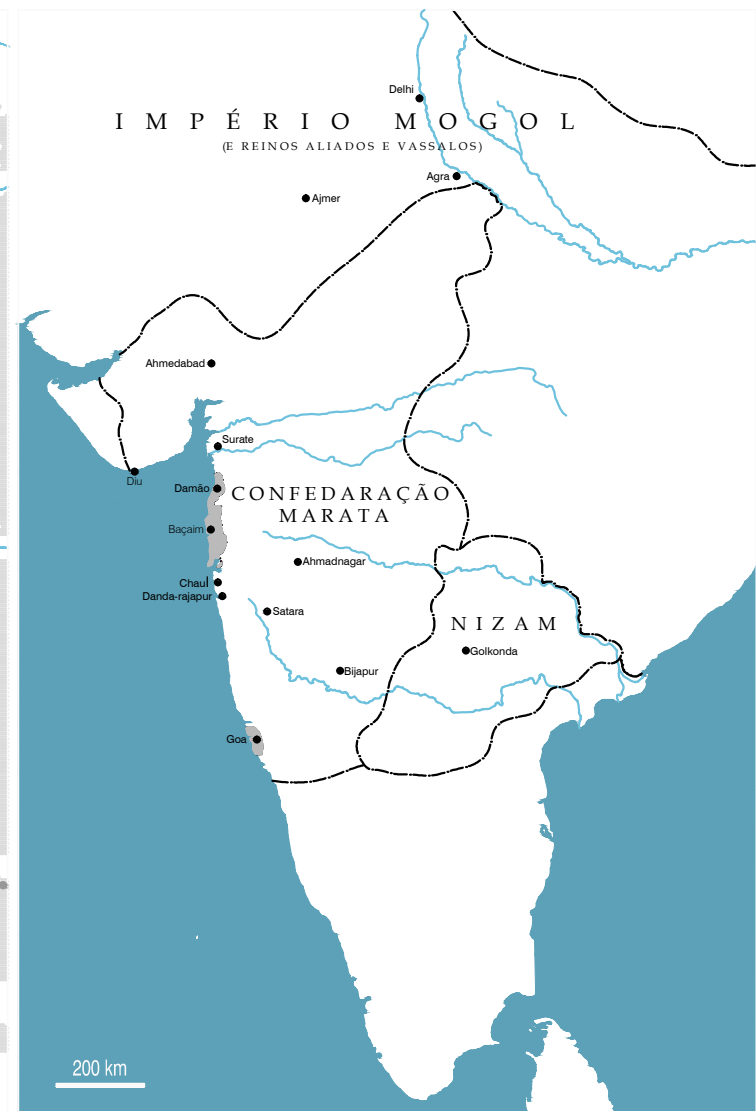 Delhi
IMPÉRIO MOGOL
(E REINOS ALIADOS E VASSALOS)
Agra
Ajmer
Ahmedabad
Surate
Diu
Damão
CONFEDARAÇÃO
MARATA
Baçaim
Ahmadnagar
Chaul
Danda-rajapur
Satara
NIZAM
Golkonda
Bijapur
Goa
200 km